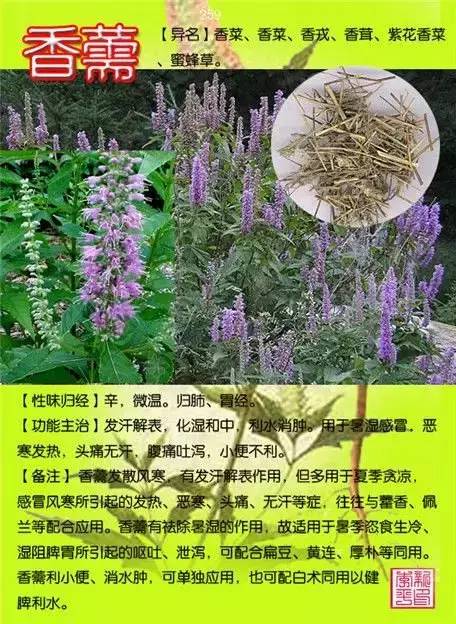 259
香薷
【异名】香菜、香菜、香戎、香茸、紫花香菜
、蜜蜂草。
【性味归经】辛，微温。归肺、胃经。
【功能主治】发汗解表，化湿和中，利水消肿。用于暑湿感冒，恶
寒发热，头痛无汗，腹痛吐泻，小便不利。
【备注】 香薷发散风寒，有发汗解表作用，但多用于夏季贪凉，
感冒风寒所引起的发热、恶寒、头痛、无汗等症，往往与藿香、佩
兰等配合应用。香薷有祛除暑湿的作用，故适用于暑季恣食生冷、
湿阻脾胃所引起的呕吐、泄泻，可配合扁豆、黄连、厚朴等同用。
香薷利小便、消水肿，可单独应用，也可配白术同用以健
脾利水。